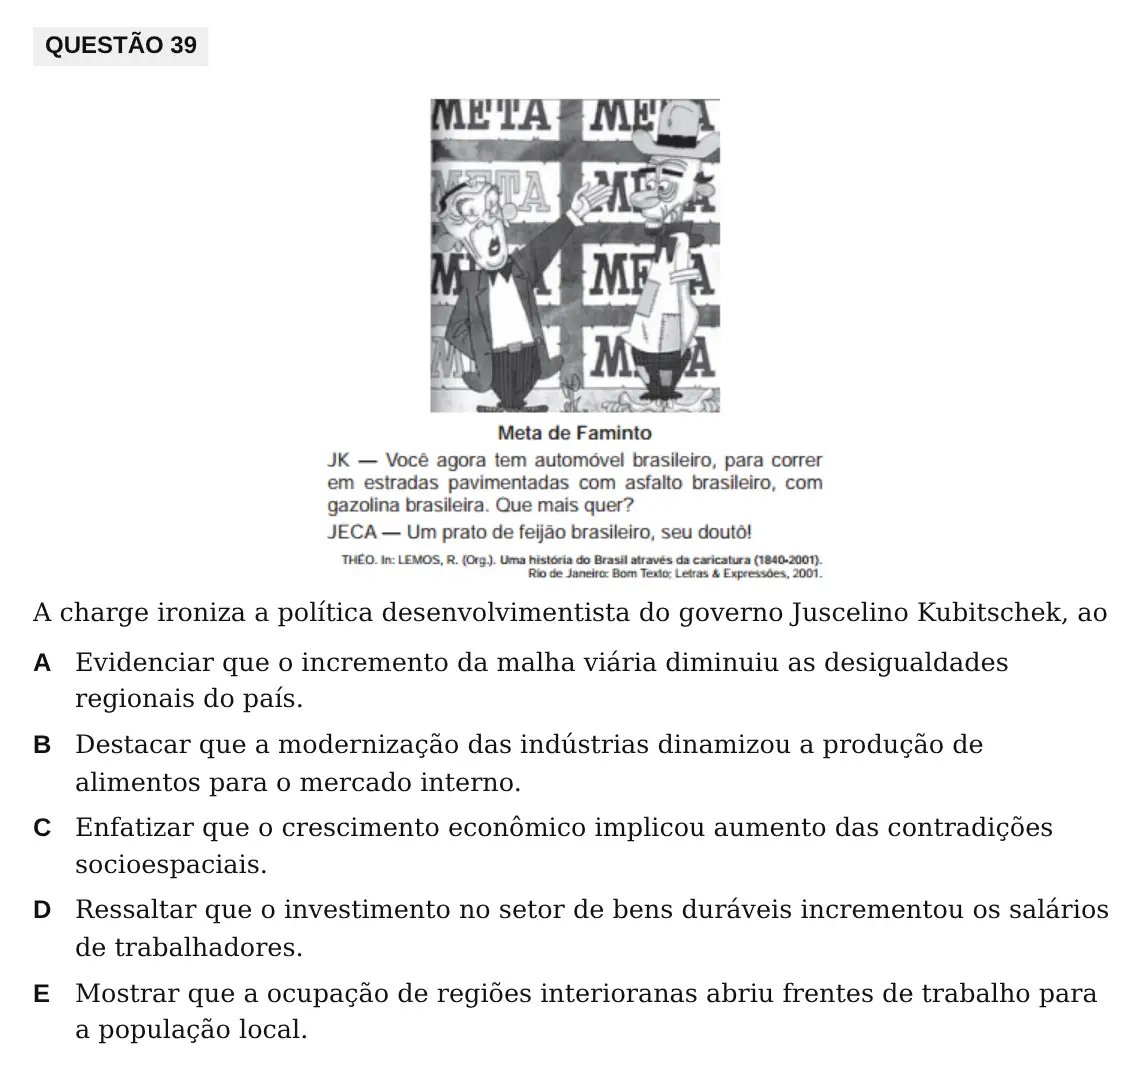 QUESTÃO 39
META META
META META
META META
META META
Meta de Faminto
JK — Você agora tem automóvel brasileiro, para correr
em estradas pavimentadas com asfalto brasileiro, com
gazolina brasileira. Que mais quer?
JECA — Um prato de feijão brasileiro, seu doutô!
THÉO. In: LEMOS, R. (Org.). Uma história do Brasil através da caricatura (1840-2001).
Rio de Janeiro: Bom Texto; Letras & Expressões, 2001.
A charge ironiza a política desenvolvimentista do governo Juscelino Kubitschek, ao
A Evidenciar que o incremento da malha viária diminuiu as desigualdades
regionais do país.
B Destacar que a modernização das indústrias dinamizou a produção de
alimentos para o mercado interno.
C Enfatizar que o crescimento econômico implicou aumento das contradições
socioespaciais.
D Ressaltar que o investimento no setor de bens duráveis incrementou os salários
de trabalhadores.
E Mostrar que a ocupação de regiões interioranas abriu frentes de trabalho para
a população local.